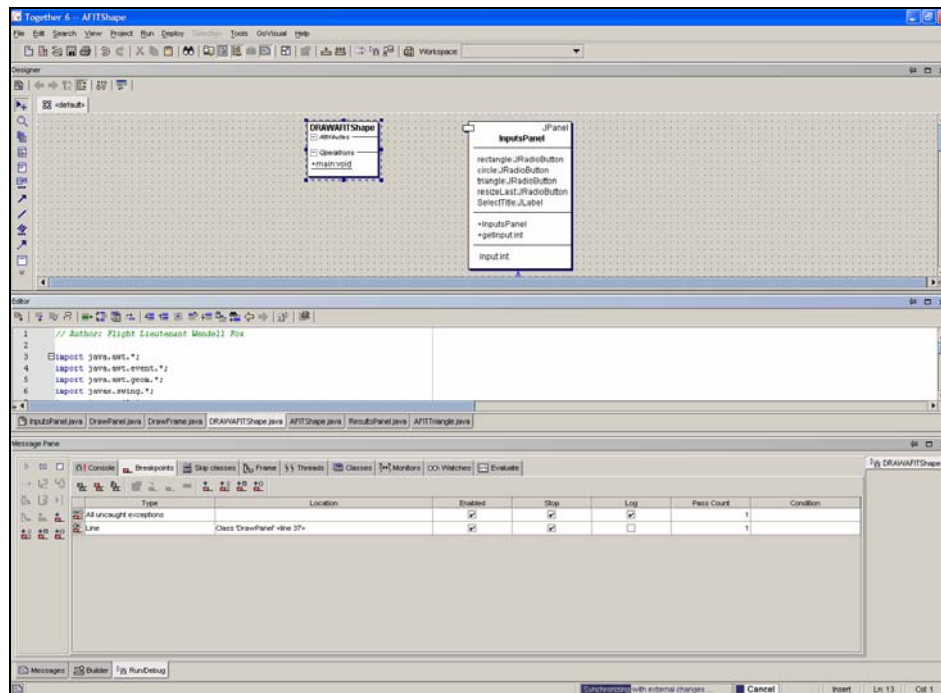 Together 6 -- AFITShape
File Edit Search View Project Run Deploy Selection Tools GoVisual Help
Workspace:
Designer
<default>
DRAWAFITShape
Attributes
Operations
+main:void
JPanel
InputsPanel
rectangle:JRadioButton
circle:JRadioButton
triangle:JRadioButton
resizeLast:JRadioButton
SelectTitle:JLabel
+InputsPanel
+getInput:int
input:int
Editor
1 // Author: Flight Lieutenant Wendell Fox
2
3 import java.awt.*;
4 import java.awt.event.*;
5 import java.awt.geom.*;
6 import javax.swing.*;
InputsPanel.java DrawPanel.java DrawFrame.java DRAWAFITShape.java AFITShape.java ResultsPanel.java AFITTriangle.java
Message Pane
Console Breakpoints Skip classes Frame Threads Classes Monitors Watches Evaluate
DRAWAFITShape
Type Location Enabled Stop Log Pass Count Condition
All uncaught exceptions 1
Line Class 'DrawPanel' <line 37> 1
Messages Builder Run/Debug
Synchronizing with external changes ... Cancel Insert Ln: 13 Col: 1